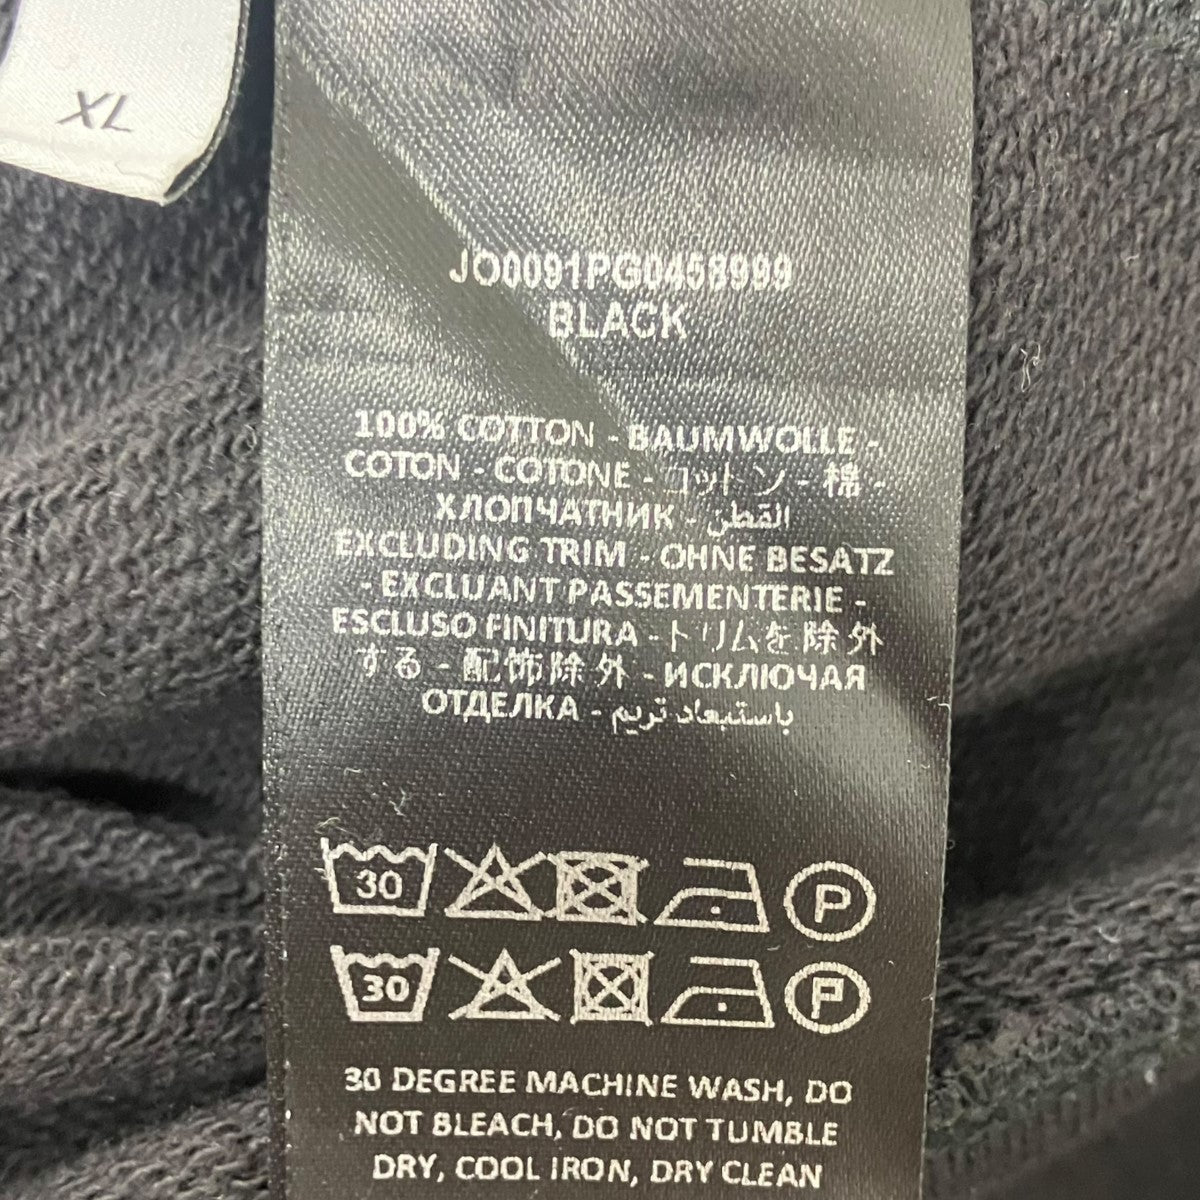 XL
JO0091PG0458999
BLACK
100% COTTON - BAUMWOLLE -
COTON - COTONE - コットン - 棉 -
ХЛОПЧАТНИК - القطن
EXCLUDING TRIM - OHNE BESATZ
- EXCLUANT PASSEMENTERIE -
ESCLUSO FINITURA - トリムを除外
する - 配饰除外 - ИСКЛЮЧАЯ
ОТДЕЛКА - باستبعاد تريم
30 P
30 P
30 DEGREE MACHINE WASH, DO
NOT BLEACH, DO NOT TUMBLE
DRY, COOL IRON, DRY CLEAN